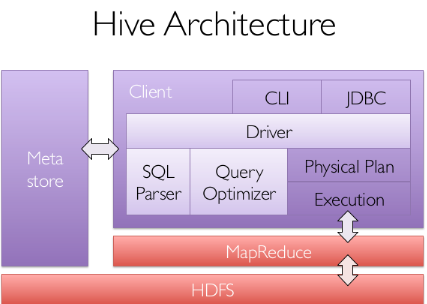 Hive Architecture
Client
CLI
JDBC
Driver
Meta
store
SQL
Parser
Query
Optimizer
Physical Plan
Execution
MapReduce
HDFS